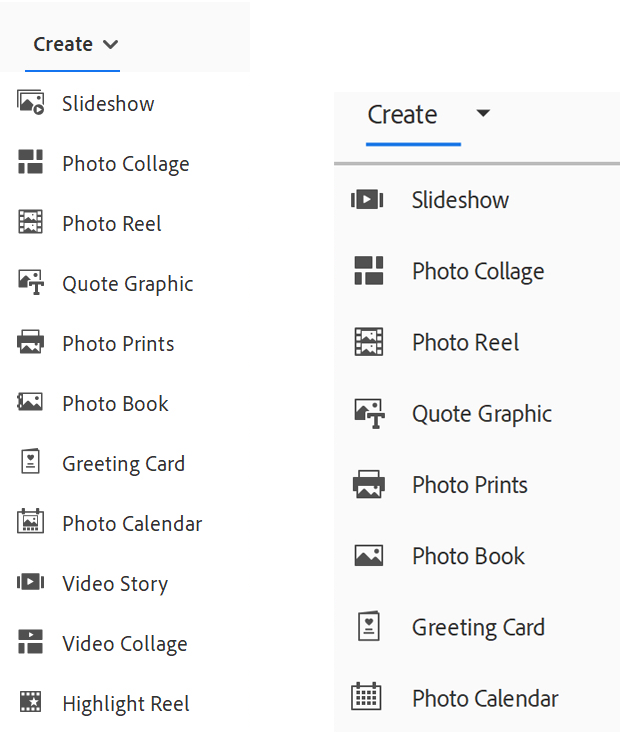 Create
Slideshow
Photo Collage
Photo Reel
Quote Graphic
Photo Prints
Photo Book
Greeting Card
Photo Calendar
Video Story
Video Collage
Highlight Reel
Create
Slideshow
Photo Collage
Photo Reel
Quote Graphic
Photo Prints
Photo Book
Greeting Card
Photo Calendar